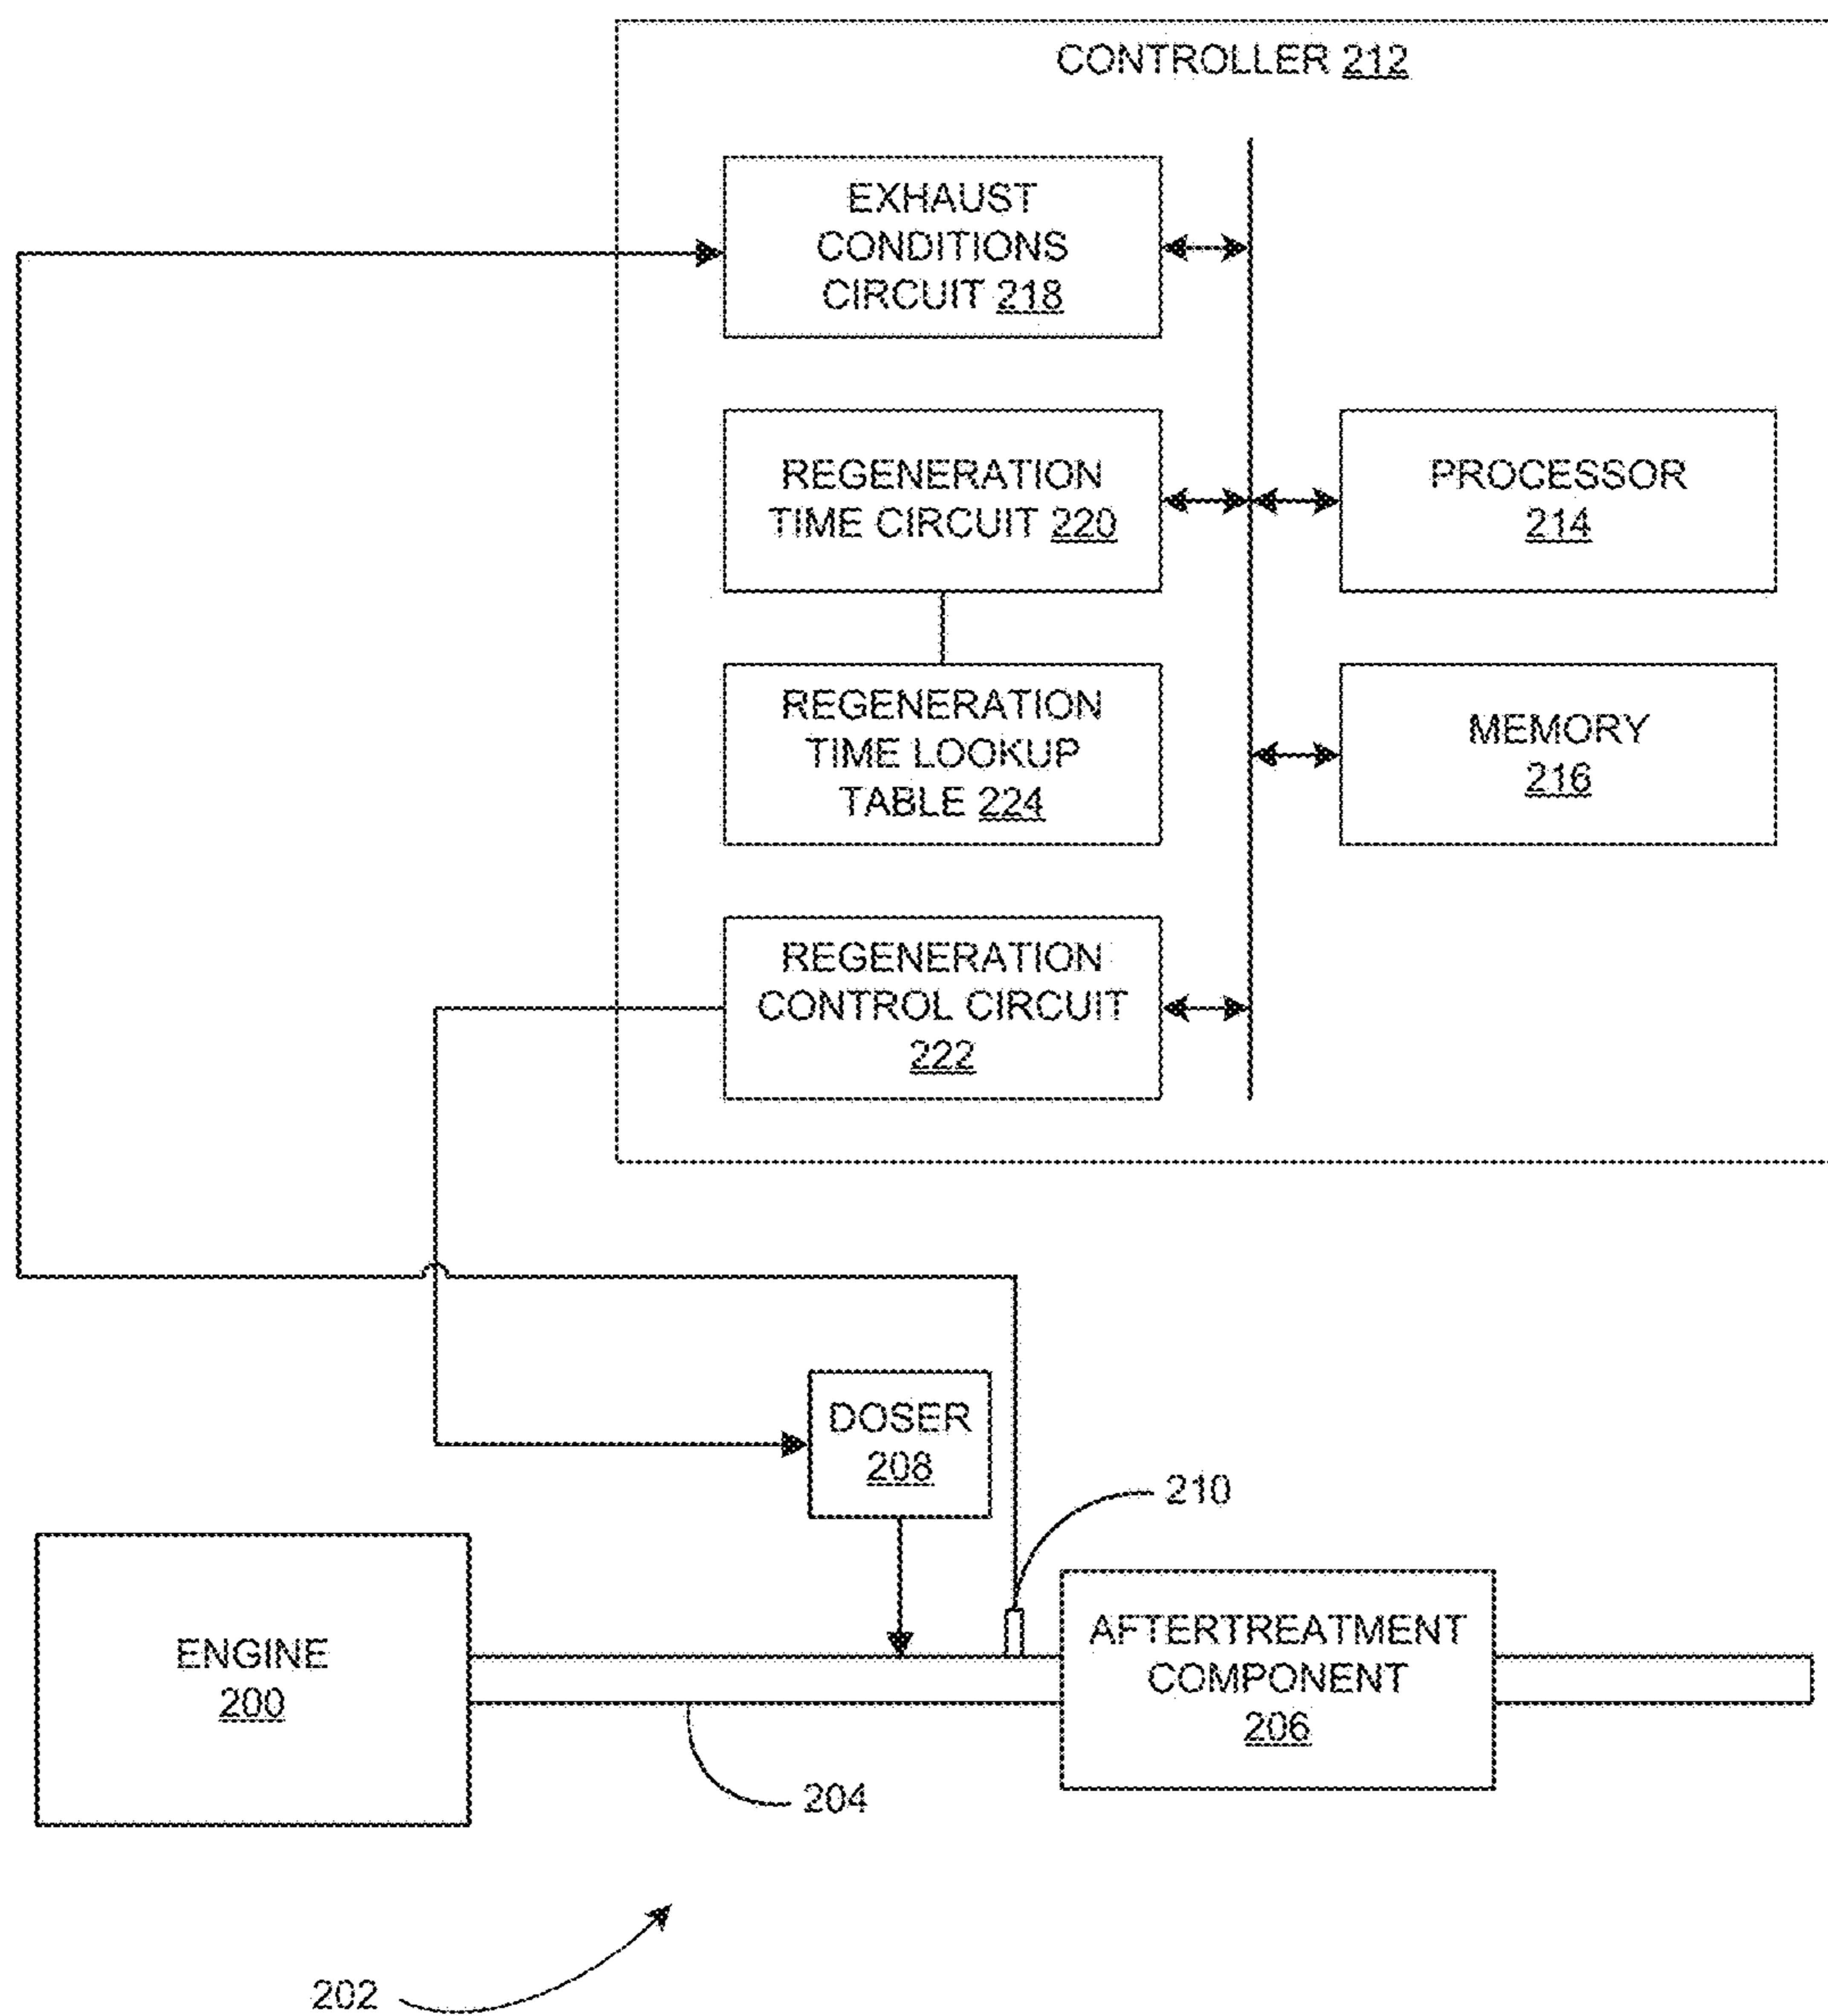 CONTROLLER 212
EXHAUST
CONDITIONS
CIRCUIT 218
REGENERATION
TIME CIRCUIT 220
PROCESSOR
214
REGENERATION
TIME LOOKUP
TABLE 224
MEMORY
216
REGENERATION
CONTROL CIRCUIT
222
DOSER
208
210
ENGINE
200
AFTERTREATMENT
COMPONENT
206
204
202